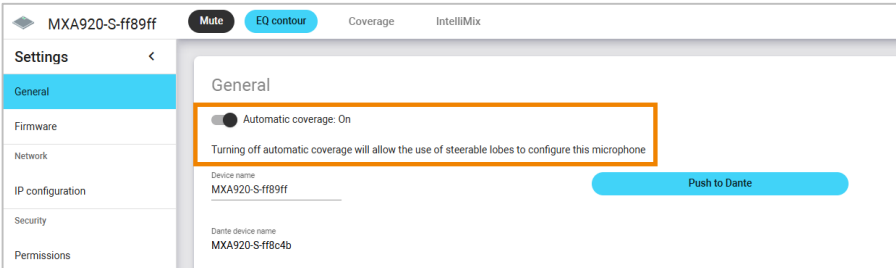 MXA920-S-ff89ff
Mute
EQ contour
Coverage
IntelliMix
Settings
General
Firmware
Network
IP configuration
Security
Permissions
General
Automatic coverage: On
Turning off automatic coverage will allow the use of steerable lobes to configure this microphone
Device name
MXA920-S-ff89ff
Push to Dante
Dante device name
MXA920-S-ff8c4b